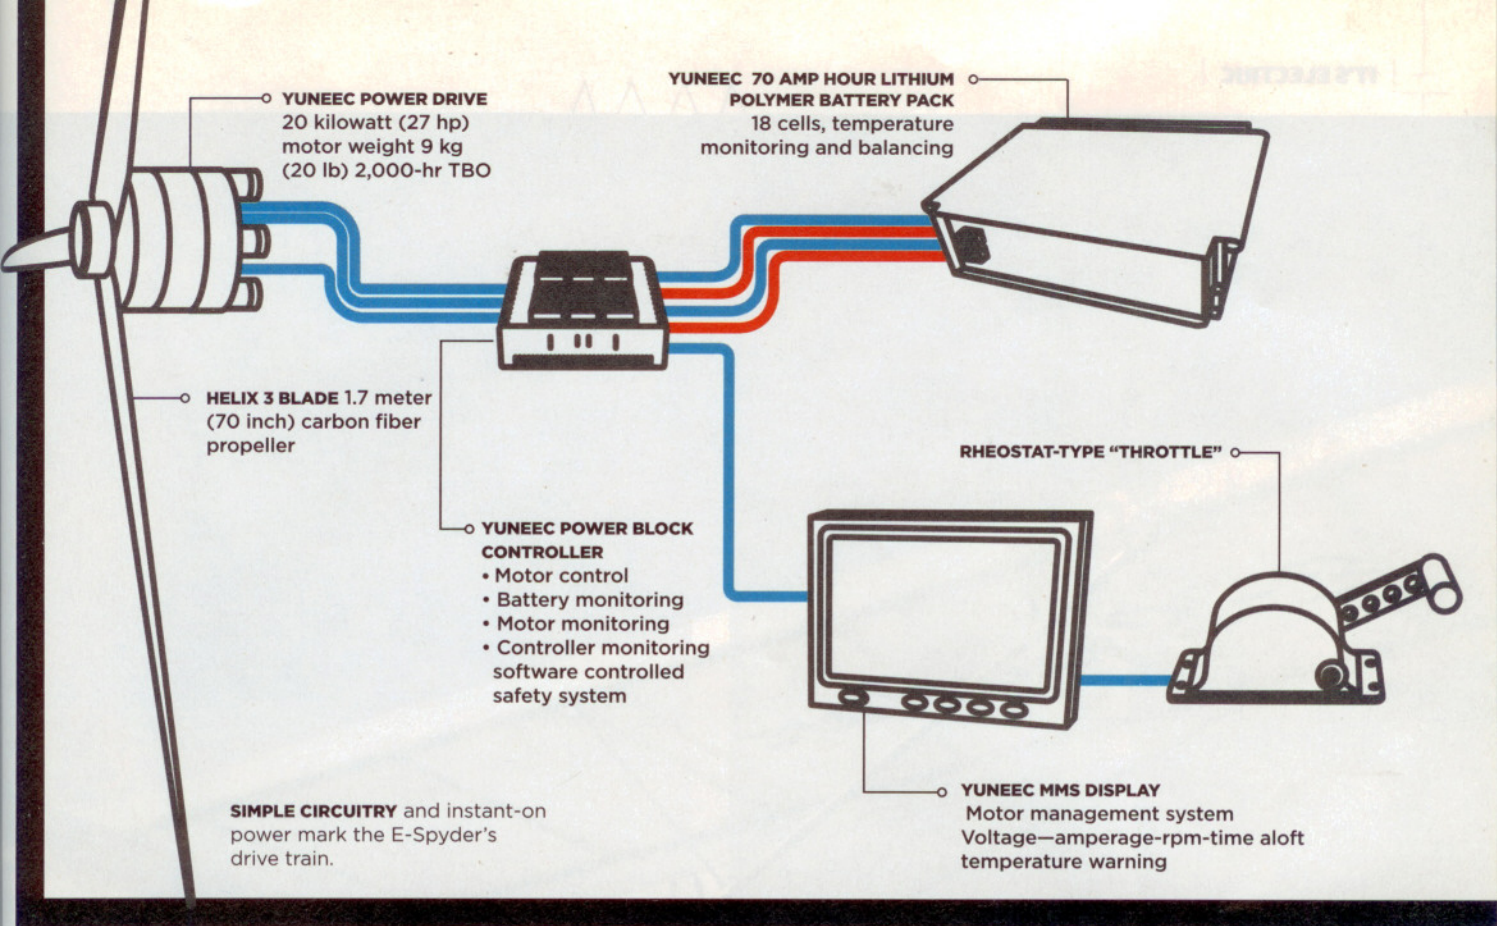 IT'S ELECTRIC
YUNEEC POWER DRIVE
20 kilowatt (27 hp)
motor weight 9 kg
(20 lb) 2,000-hr TBO
YUNEEC 70 AMP HOUR LITHIUM
POLYMER BATTERY PACK
18 cells, temperature
monitoring and balancing
HELIX 3 BLADE 1.7 meter
(70 inch) carbon fiber
propeller
RHEOSTAT-TYPE “THROTTLE”
YUNEEC POWER BLOCK
CONTROLLER
• Motor control
• Battery monitoring
• Motor monitoring
• Controller monitoring
software controlled
safety system
YUNEEC MMS DISPLAY
Motor management system
Voltage—amperage-rpm-time aloft
temperature warning
SIMPLE CIRCUITRY and instant-on
power mark the E-Spyder’s
drive train.